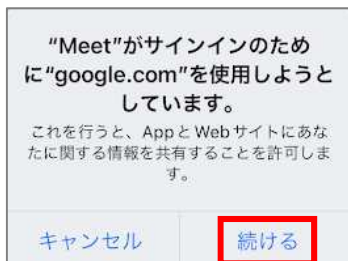 “Meet”がサインインのため
に“google.com”を使用しようと
しています。
これを行うと、AppとWebサイトにあな
たに関する情報を共有することを許可しま
す。
キャンセル 続ける